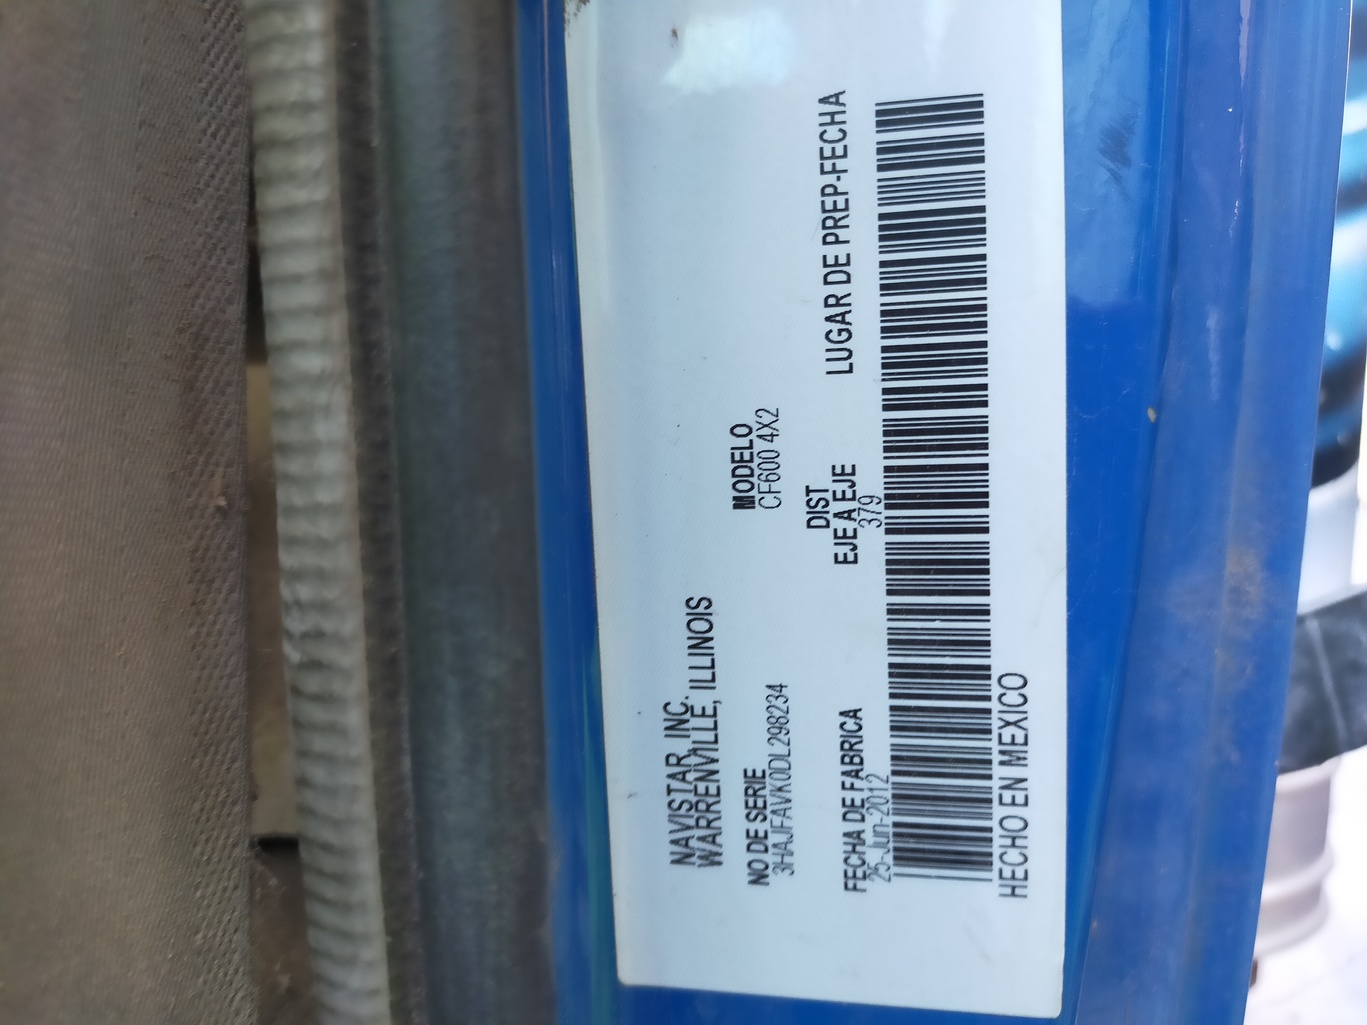 NAVISTAR, INC.
WARRENVILLE, ILLINOIS
NO DE SERIE
3HAJFAVK0DL298234
MODELO
CF600 4X2
FECHA DE FABRICA
25-Jun-2012
DIST
EJE A EJE
379
LUGAR DE PREP-FECHA
HECHO EN MEXICO